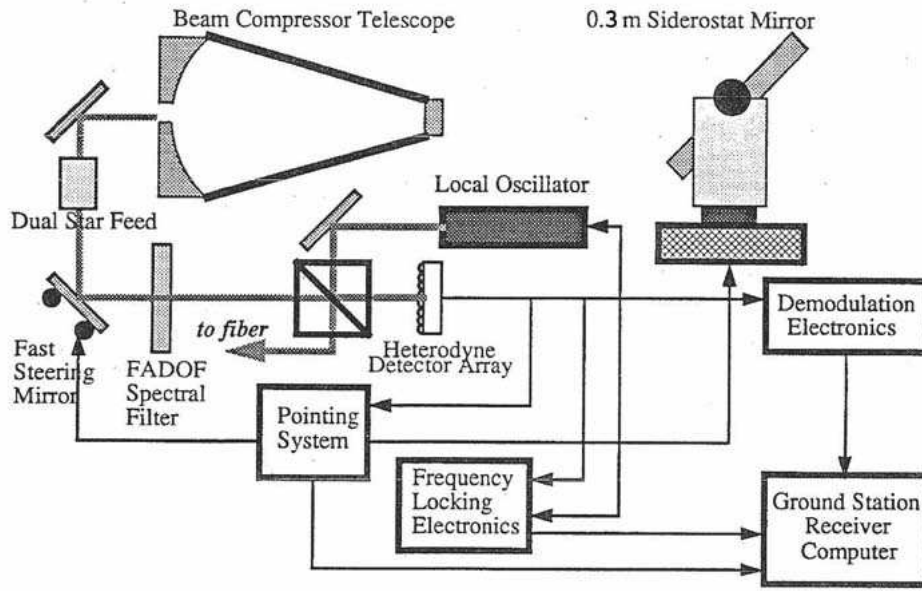 Beam Compressor Telescope
0.3 m Siderostat Mirror
Dual Star Feed
Local Oscillator
to fiber
Fast
Steering
Mirror
FADOF
Spectral
Filter
Heterodyne
Detector Array
Demodulation
Electronics
Pointing
System
Frequency
Locking
Electronics
Ground Station
Receiver
Computer